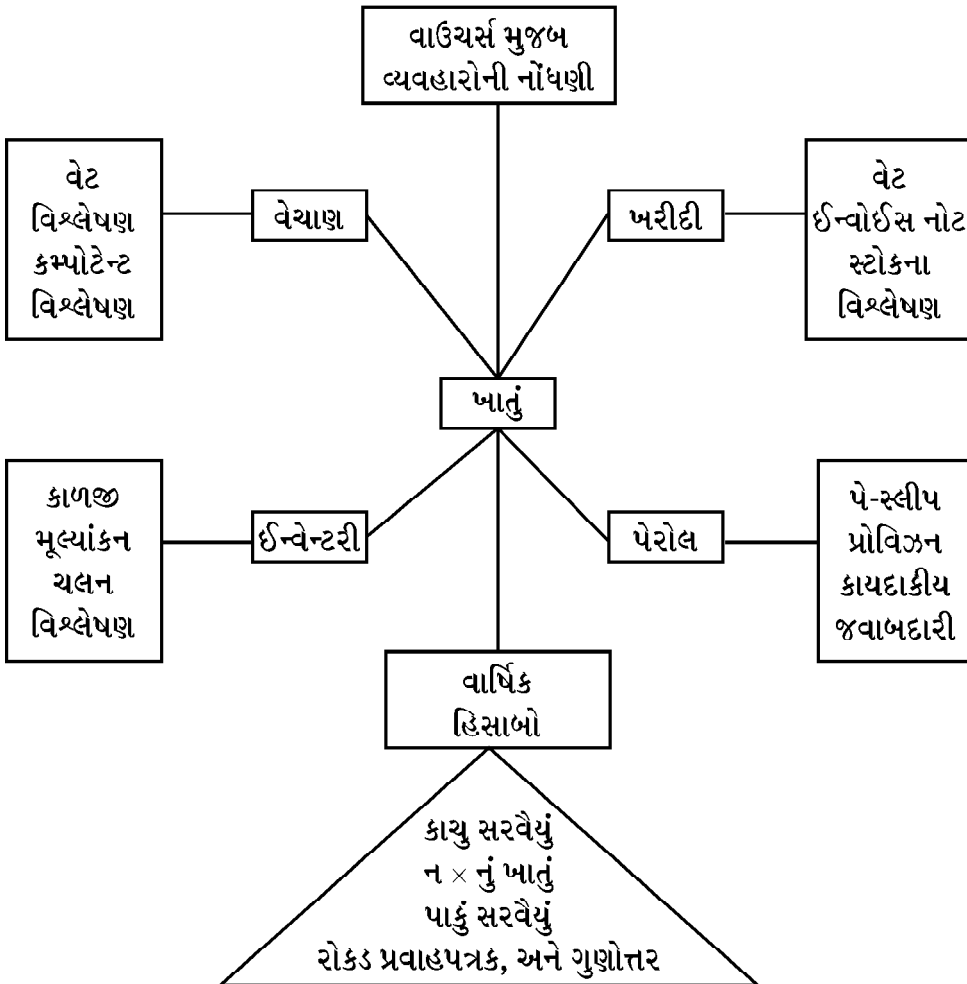 વાઉચર્સ મુજબ
વ્યવહારોની નોંધણી
વેટ
વિશ્લેષણ
કમ્પોટેન્ટ
વિશ્લેષણ
વેચાણ
ખરીદી
વેટ
ઈન્વોઈસ નોટ
સ્ટોકના
વિશ્લેષણ
ખાતું
કાળજી
મૂલ્યાંકન
ચલન
વિશ્લેષણ
ઈન્વેન્ટરી
પેરોલ
પે-સ્લીપ
પ્રોવિઝન
કાયદાકીય
જવાબદારી
વાર્ષિક
હિસાબો
કાચુ સરવૈયું
ન × નું ખાતું
પાકું સરવૈયું
રોકડ પ્રવાહપત્રક, અને ગુણોત્તર